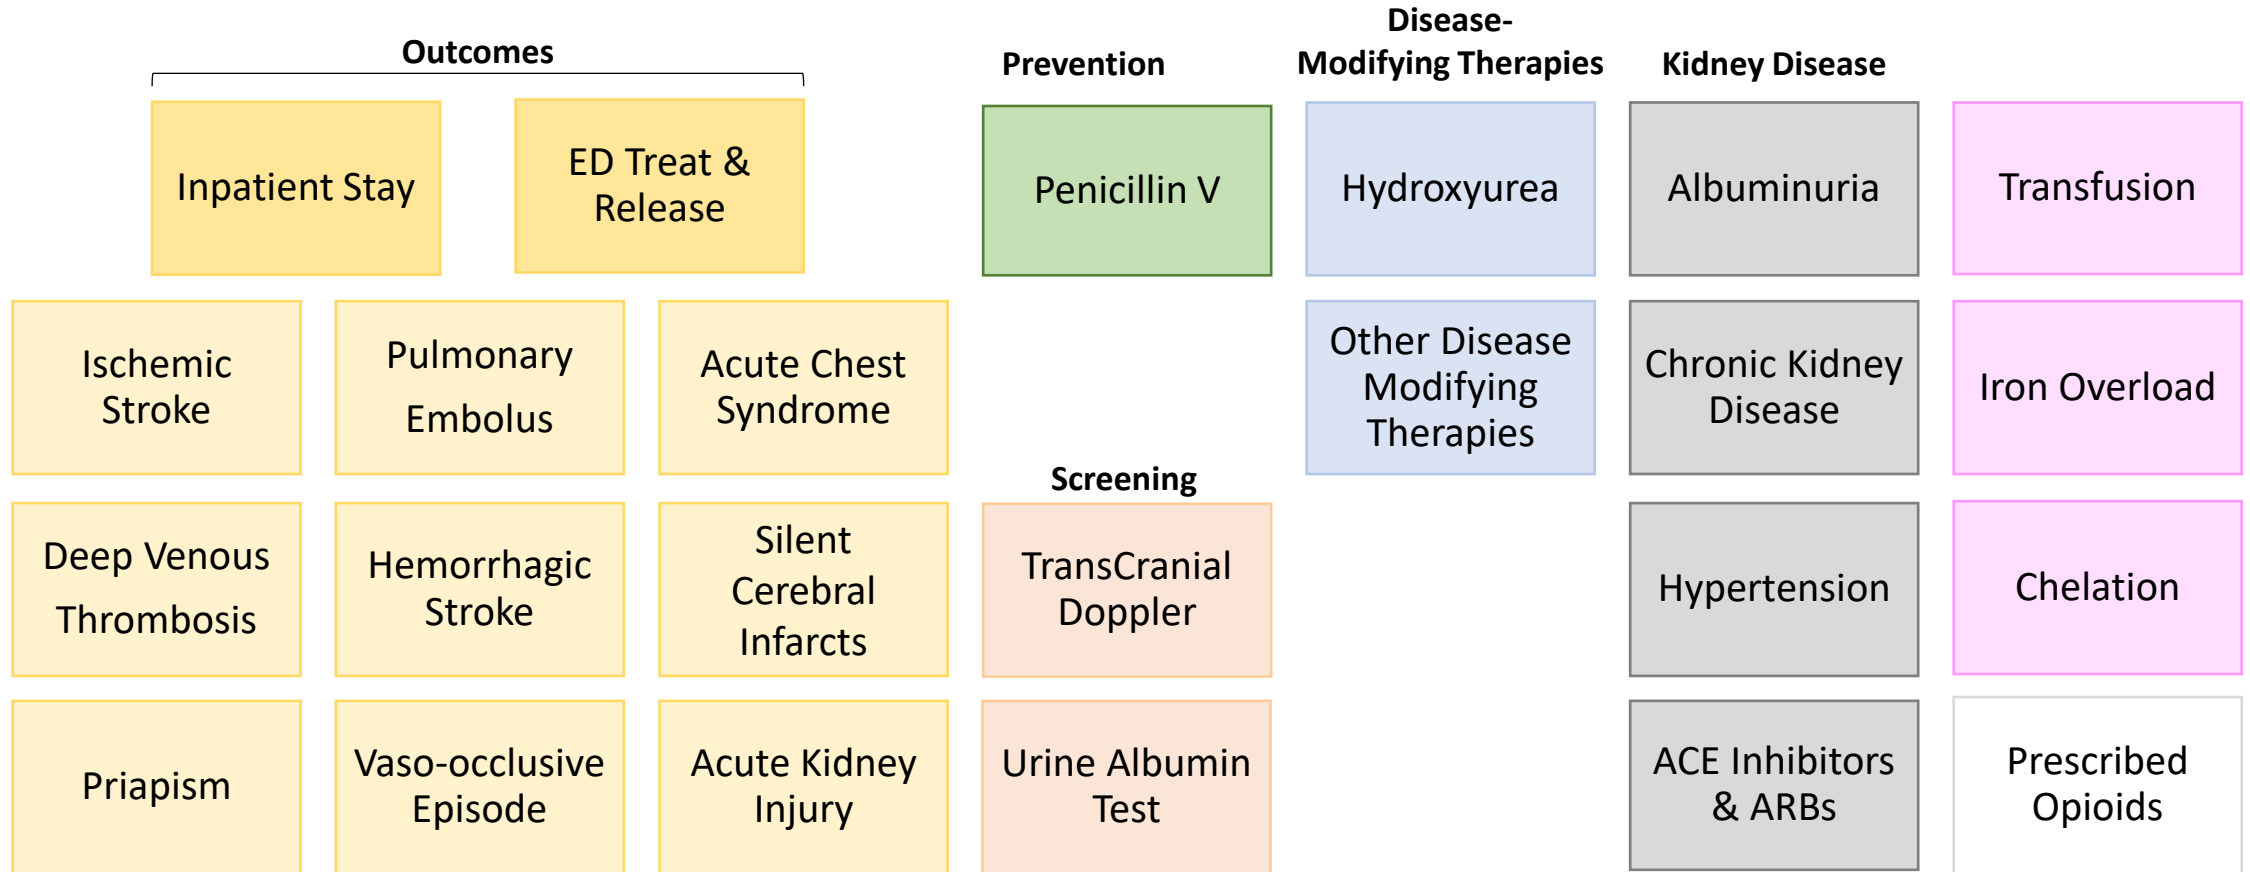 Outcomes
Prevention
Disease-
Modifying Therapies
Kidney Disease
Inpatient Stay
ED Treat &
Release
Penicillin V
Hydroxyurea
Albuminuria
Transfusion
Ischemic
Stroke
Pulmonary
Embolus
Acute Chest
Syndrome
Other Disease
Modifying
Therapies
Chronic Kidney
Disease
Iron Overload
Screening
Deep Venous
Thrombosis
Hemorrhagic
Stroke
Silent
Cerebral
Infarcts
TransCranial
Doppler
Hypertension
Chelation
Priapism
Vaso-occlusive
Episode
Acute Kidney
Injury
Urine Albumin
Test
ACE Inhibitors
& ARBs
Prescribed
Opioids